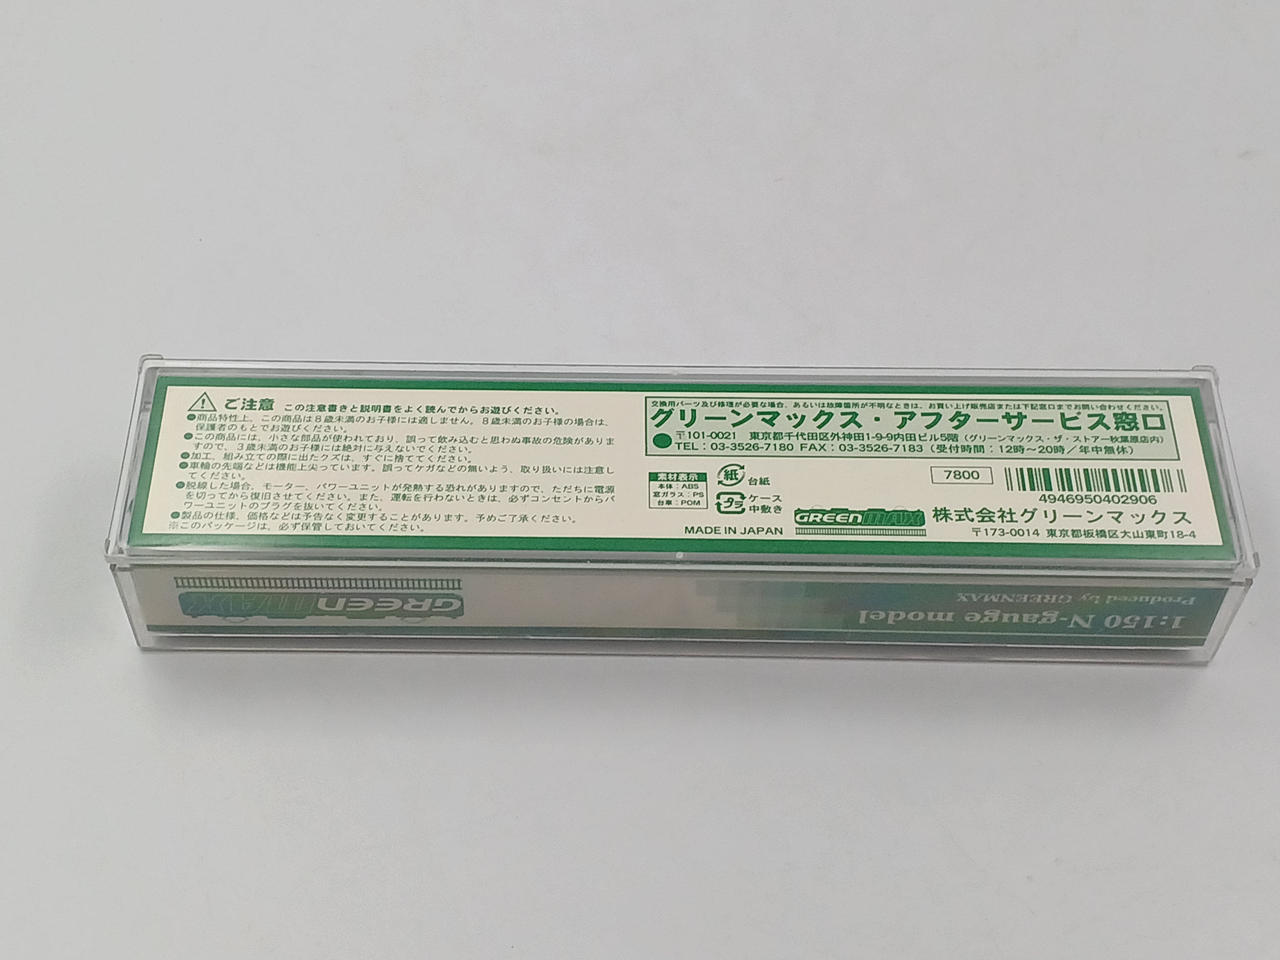 ご注意 この注意書きと説明書をよく読んでからお遊びください。
●商品特性上、この商品は8歳未満のお子様には適しません。8歳未満のお子様の場合は、
保護者のもとでお遊びください。
●この商品には、小さな部品が使われており、誤って飲み込むと思わぬ事故の危険がありま
すので、3歳未満のお子様には絶対に与えないでください。
●加工、組み立ての際に出たクズは、すぐに捨ててください。
●車輪の先端などは機能上尖っています。誤ってケガなどの無いよう、取り扱いには注意し
てください。
●脱線した場合、モーター、パワーユニットが発熱する恐れがありますので、ただちに電源
を切ってから復旧させてください。また、運転を行わないときは、必ずコンセントからパ
ワーユニットのプラグを抜いてください。
●製品の仕様、価格などは予告なく変更することがあります。予めご了承ください。
※このパッケージは、必ず保管しておいてください。
交換用パーツ及び修理が必要な場合、あるいは故障箇所が不明なときは、お買い上げ販売店または下記窓口までお問い合わせください。
グリーンマックス・アフターサービス窓口
●〒101-0021 東京都千代田区外神田1-9-9内田ビル5階(グリーンマックス・ザ・ストアー秋葉原店内)
TEL:03-3526-7180 FAX:03-3526-7183(受付時間:12時～20時/年中無休)
素材表示
本体:ABS
窓ガラス:PS
台車:POM
紙 台紙
プラ ケース
中敷き
MADE IN JAPAN
7800
4946950402906
GREENMAX 株式会社グリーンマックス
〒173-0014 東京都板橋区大山東町18-4
GREENMAX
1:150 N-gauge model
Produced by GREENMAX